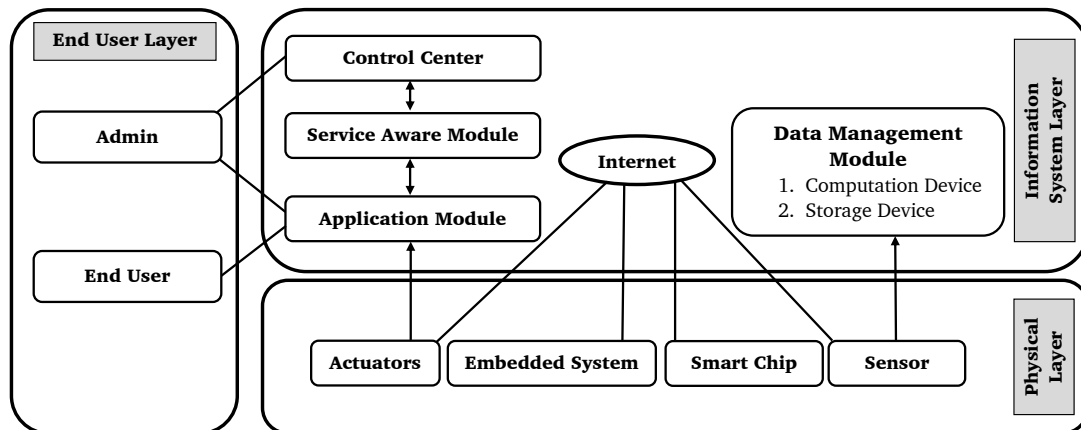 End User Layer
Admin
End User
Control Center
Service Aware Module
Application Module
Internet
Data Management
Module
1. Computation Device
2. Storage Device
Information
System Layer
Actuators
Embedded System
Smart Chip
Sensor
Physical
Layer